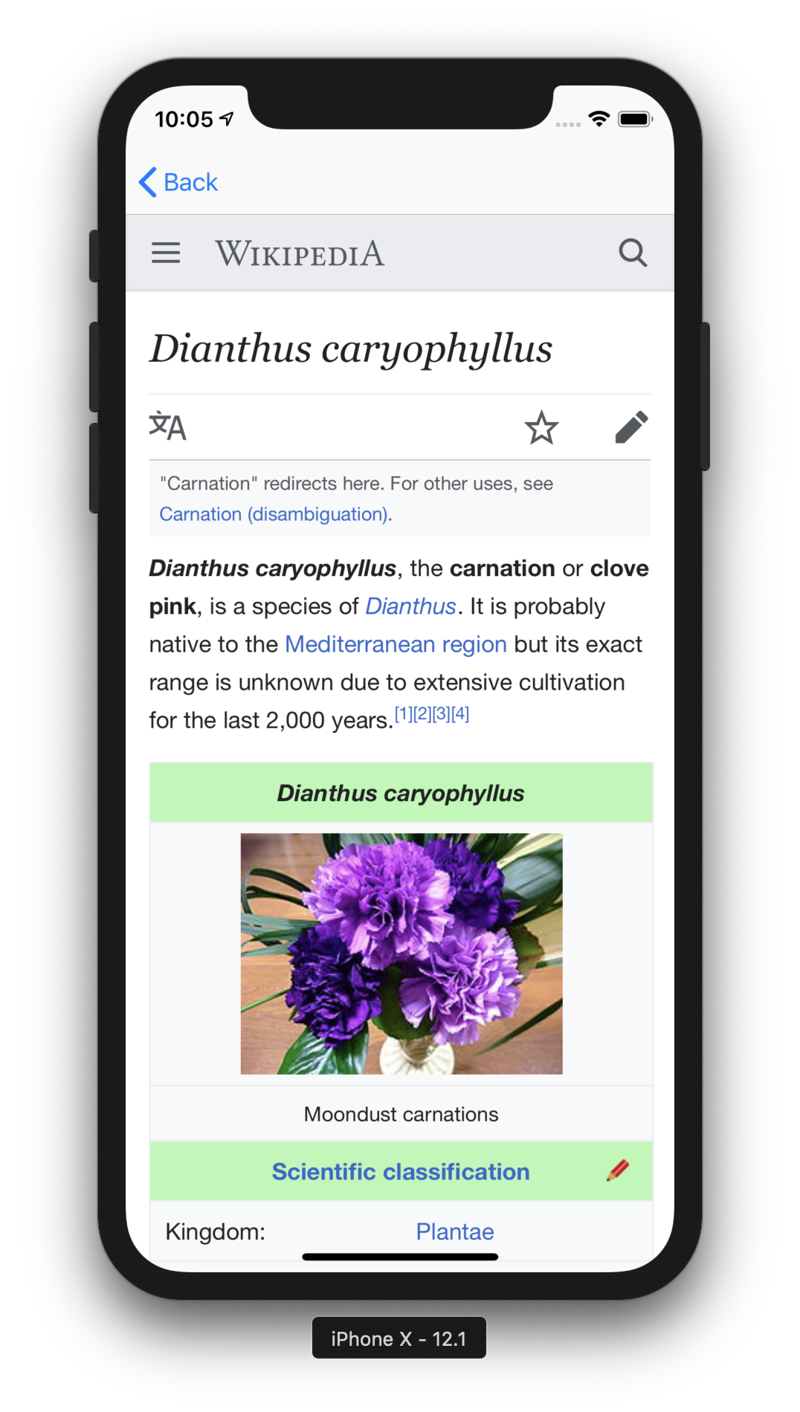 10:05
Back
WIKIPEDIA
Dianthus caryophyllus
文A
"Carnation" redirects here. For other uses, see
Carnation (disambiguation).
Dianthus caryophyllus, the carnation or clove
pink, is a species of Dianthus. It is probably
native to the Mediterranean region but its exact
range is unknown due to extensive cultivation
for the last 2,000 years.[1][2][3][4]
Dianthus caryophyllus
Moondust carnations
Scientific classification
Kingdom: Plantae
iPhone X - 12.1